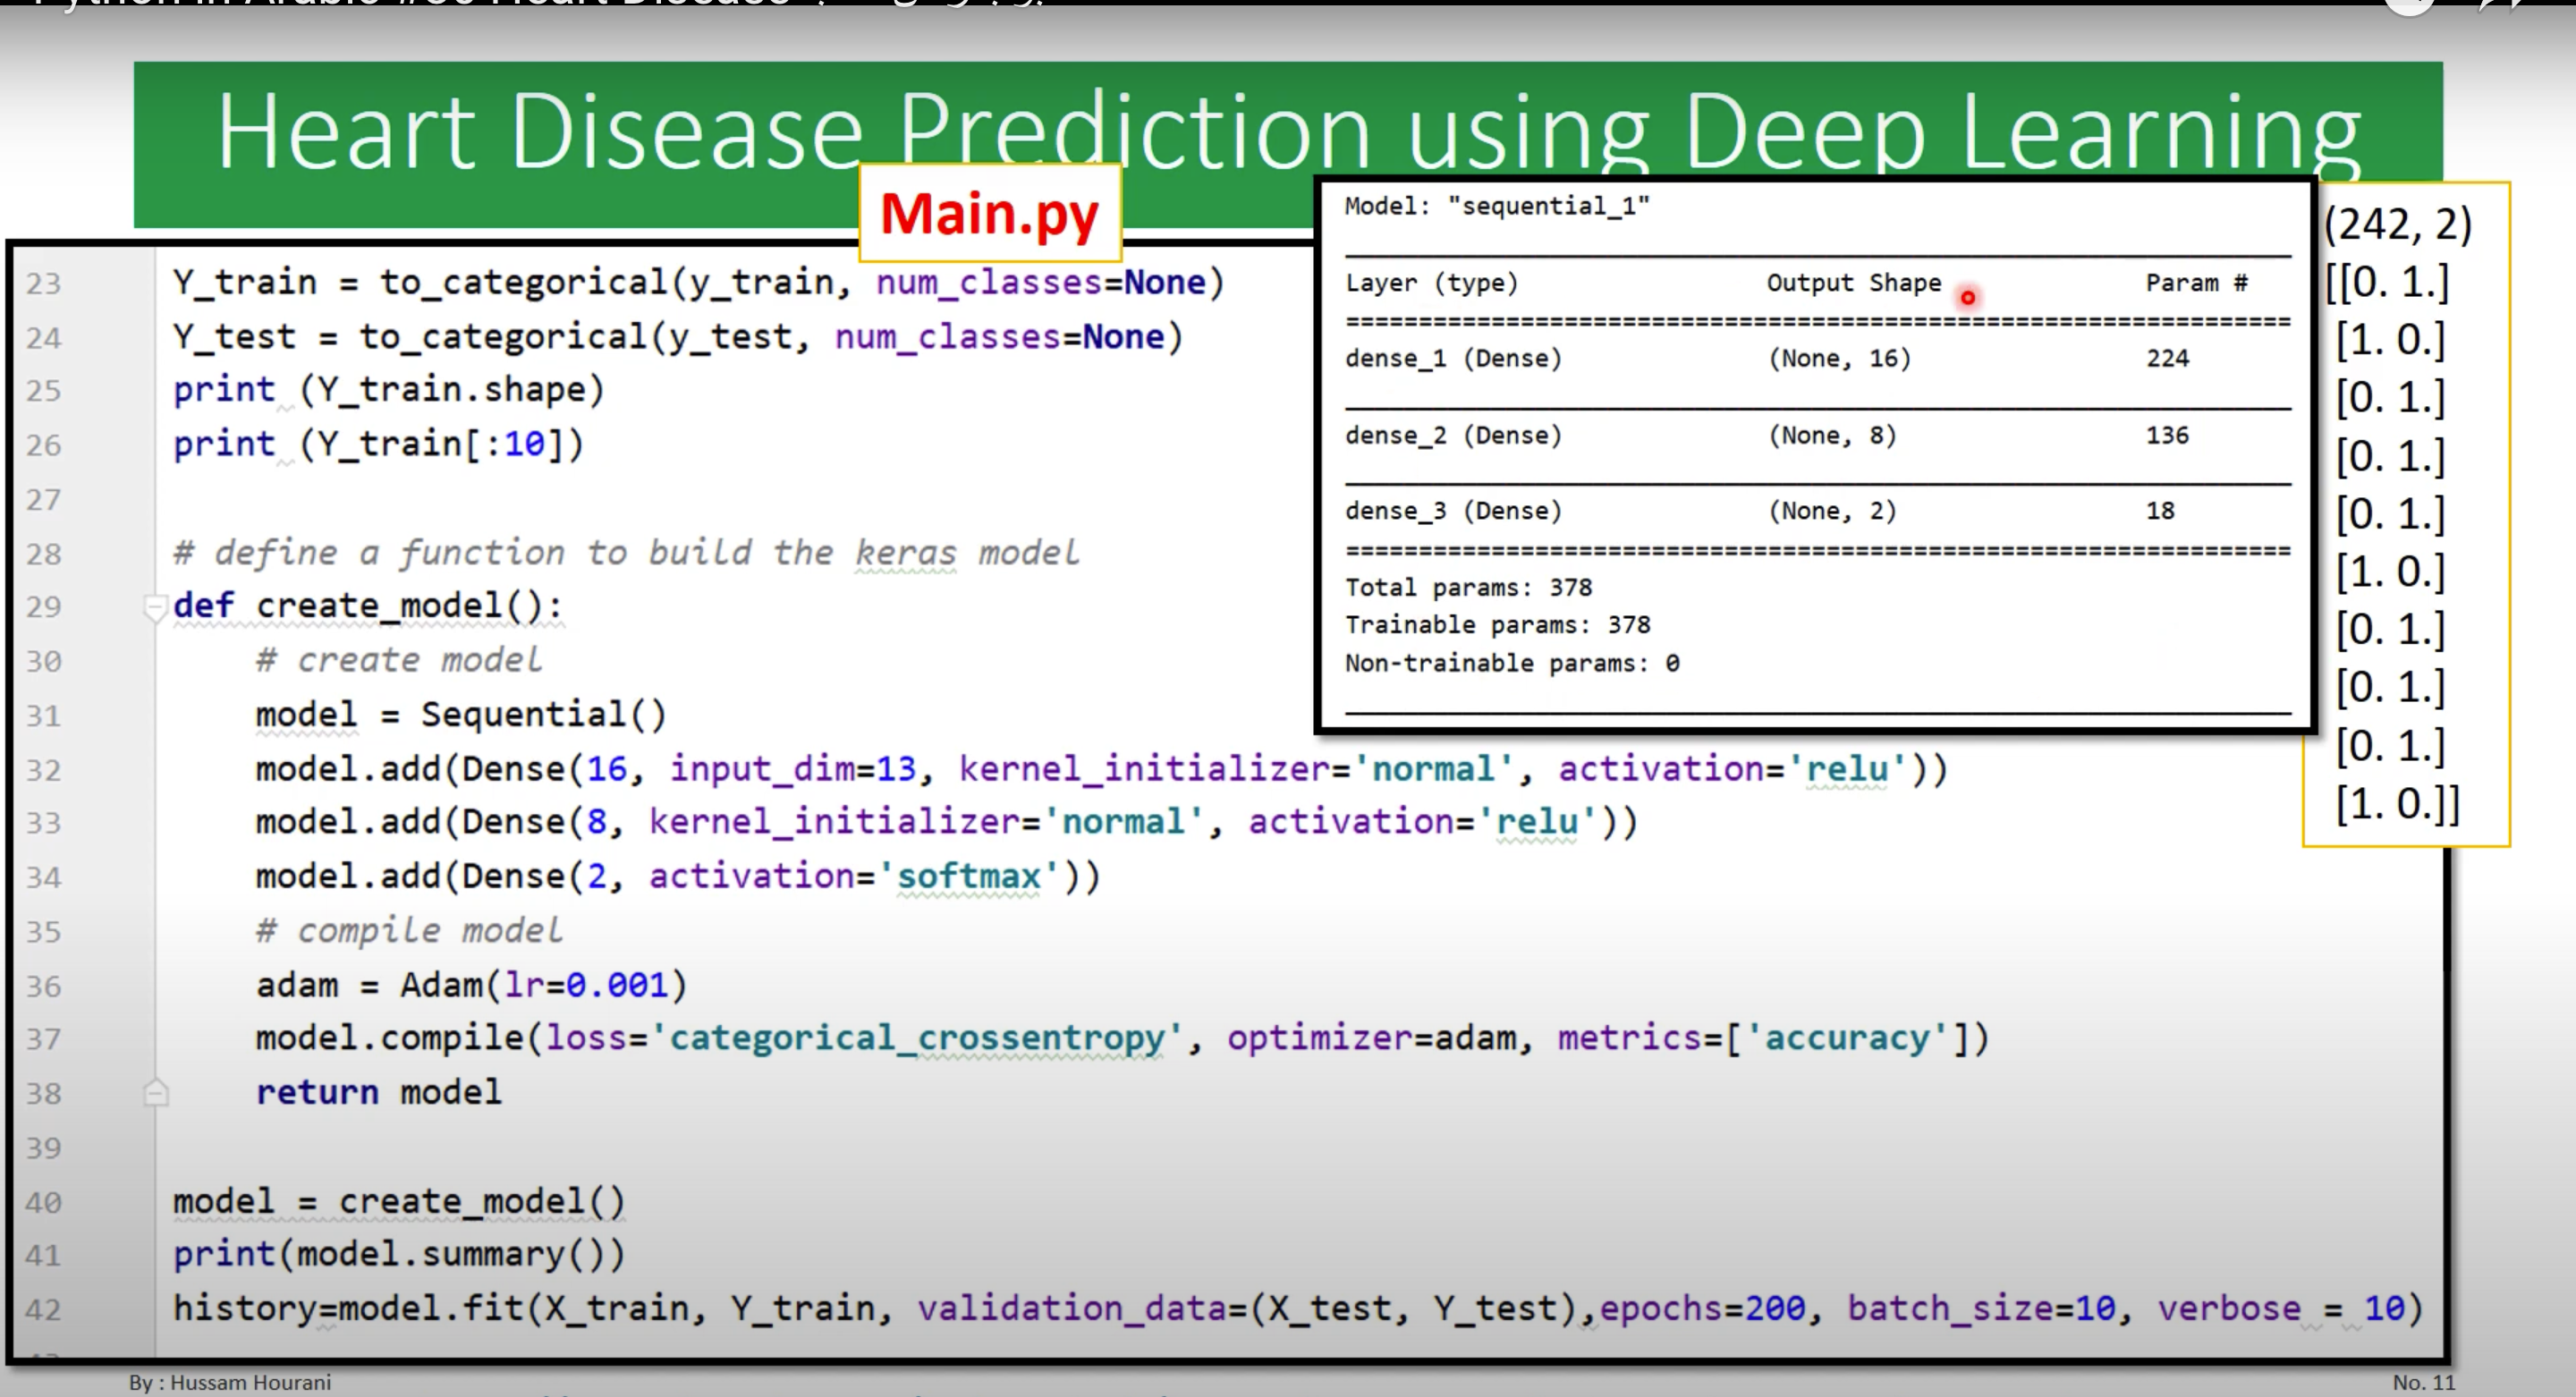 Python in Arabic #80 Heart Disease
Heart Disease Prediction using Deep Learning
Main.py
23 Y_train = to_categorical(y_train, num_classes=None)
24 Y_test = to_categorical(y_test, num_classes=None)
25 print (Y_train.shape)
26 print (Y_train[:10])
27
28 # define a function to build the keras model
29 def create_model():
30 # create model
31 model = Sequential()
32 model.add(Dense(16, input_dim=13, kernel_initializer='normal', activation='relu'))
33 model.add(Dense(8, kernel_initializer='normal', activation='relu'))
34 model.add(Dense(2, activation='softmax'))
35 # compile model
36 adam = Adam(lr=0.001)
37 model.compile(loss='categorical_crossentropy', optimizer=adam, metrics=['accuracy'])
38 return model
39
40 model = create_model()
41 print(model.summary())
42 history=model.fit(X_train, Y_train, validation_data=(X_test, Y_test),epochs=200, batch_size=10, verbose = 10)
Model: "sequential_1"
Layer (type) Output Shape Param #
dense_1 (Dense) (None, 16) 224
dense_2 (Dense) (None, 8) 136
dense_3 (Dense) (None, 2) 18
Total params: 378
Trainable params: 378
Non-trainable params: 0
(242, 2)
[[0. 1.]
[1. 0.]
[0. 1.]
[0. 1.]
[0. 1.]
[1. 0.]
[0. 1.]
[0. 1.]
[0. 1.]
[1. 0.]]
By : Hussam Hourani
No. 11